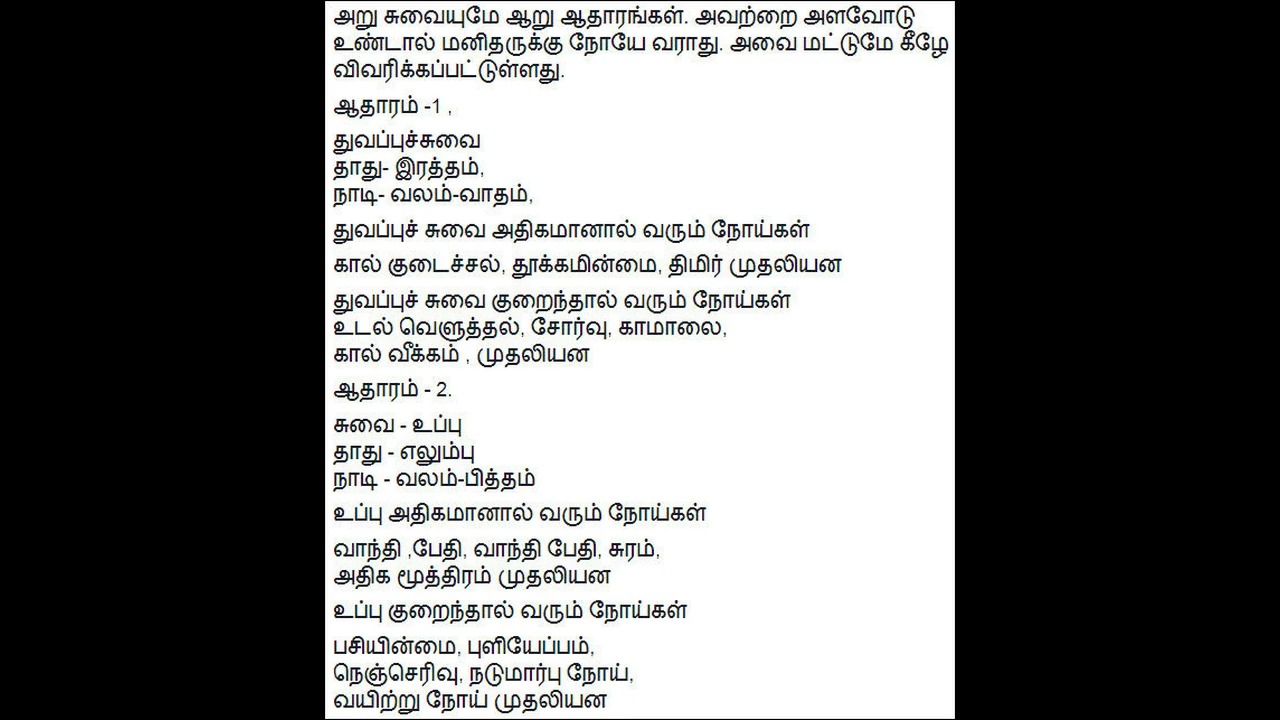 அறு சுவையுமே ஆறு ஆதாரங்கள். அவற்றை அளவோடு
உண்டால் மனிதருக்கு நோயே வராது. அவை மட்டுமே கீழே
விவரிக்கப்பட்டுள்ளது.
ஆதாரம் -1 ,
துவப்புச்சுவை
தாது- இரத்தம்,
நாடி- வலம்-வாதம்,
துவப்புச் சுவை அதிகமானால் வரும் நோய்கள்
கால் குடைச்சல், தூக்கமின்மை, திமிர் முதலியன
துவப்புச் சுவை குறைந்தால் வரும் நோய்கள்
உடல் வெளுத்தல், சோர்வு, காமாலை,
கால் வீக்கம் , முதலியன
ஆதாரம் - 2.
சுவை - உப்பு
தாது - எலும்பு
நாடி - வலம்-பித்தம்
உப்பு அதிகமானால் வரும் நோய்கள்
வாந்தி ,பேதி, வாந்தி பேதி, சுரம்,
அதிக மூத்திரம் முதலியன
உப்பு குறைந்தால் வரும் நோய்கள்
பசியின்மை, புளியேப்பம்,
நெஞ்செரிவு, நடுமார்பு நோய்,
வயிற்று நோய் முதலியன